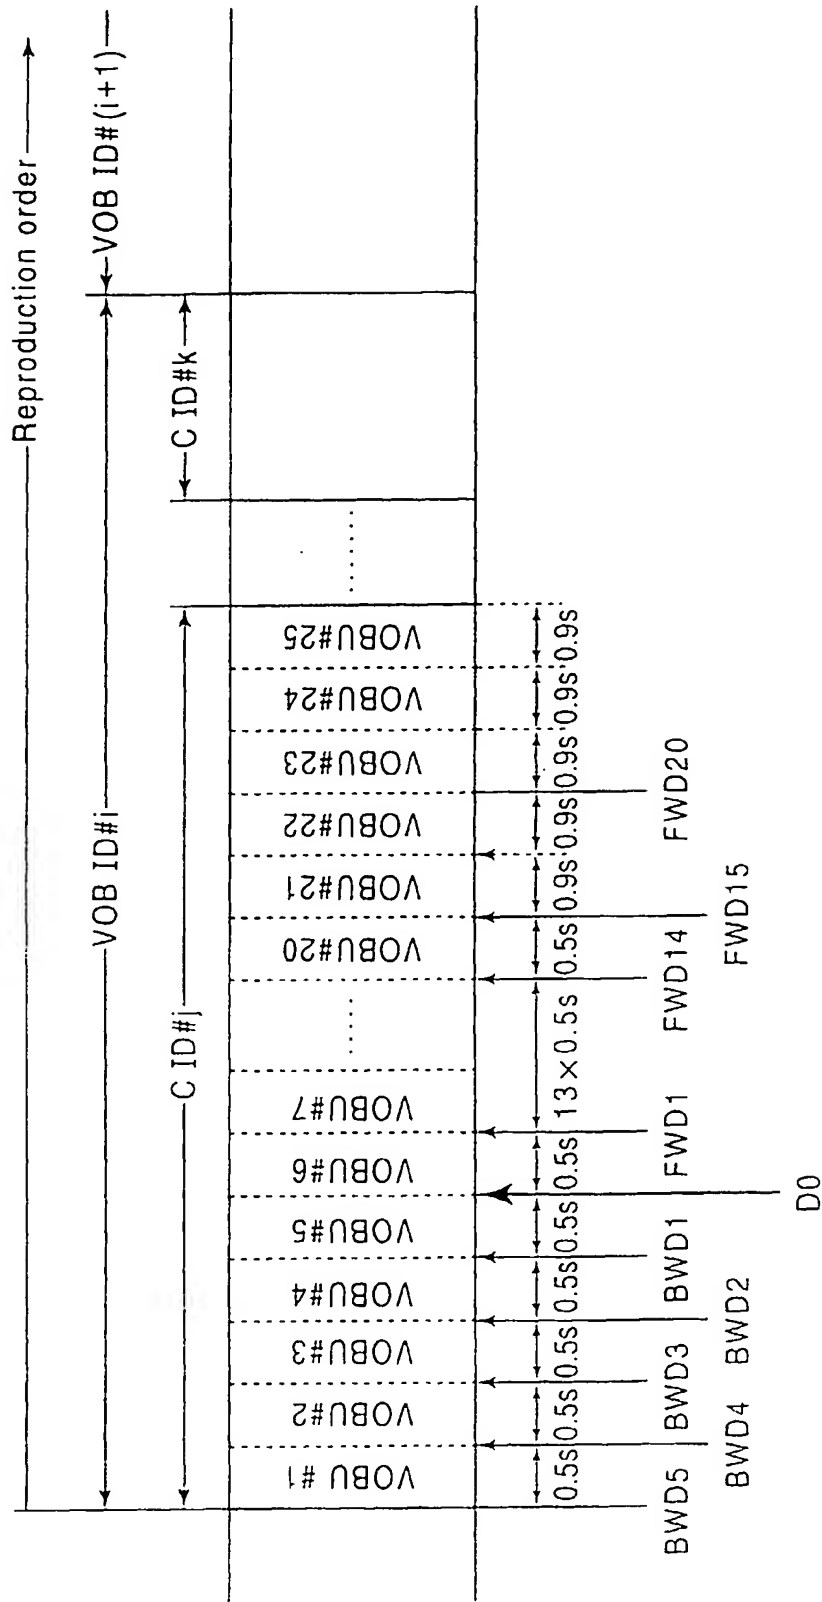 Reproduction order
VOB ID#i
VOB ID#(i+1)
C ID#j
C ID#k
VOBU #1
VOBU#2
VOBU#3
VOBU#4
VOBU#5
VOBU#6
VOBU#7
......
VOBU#20
VOBU#21
VOBU#22
VOBU#23
VOBU#24
VOBU#25
.......
0.5s
0.5s
0.5s
0.5s
0.5s
0.5s
13×0.5s
0.5s
0.9s
0.9s
0.9s
0.9s
0.9s
BWD5
BWD3
BWD1
FWD1
FWD14
FWD20
BWD4
BWD2
FWD15
D0